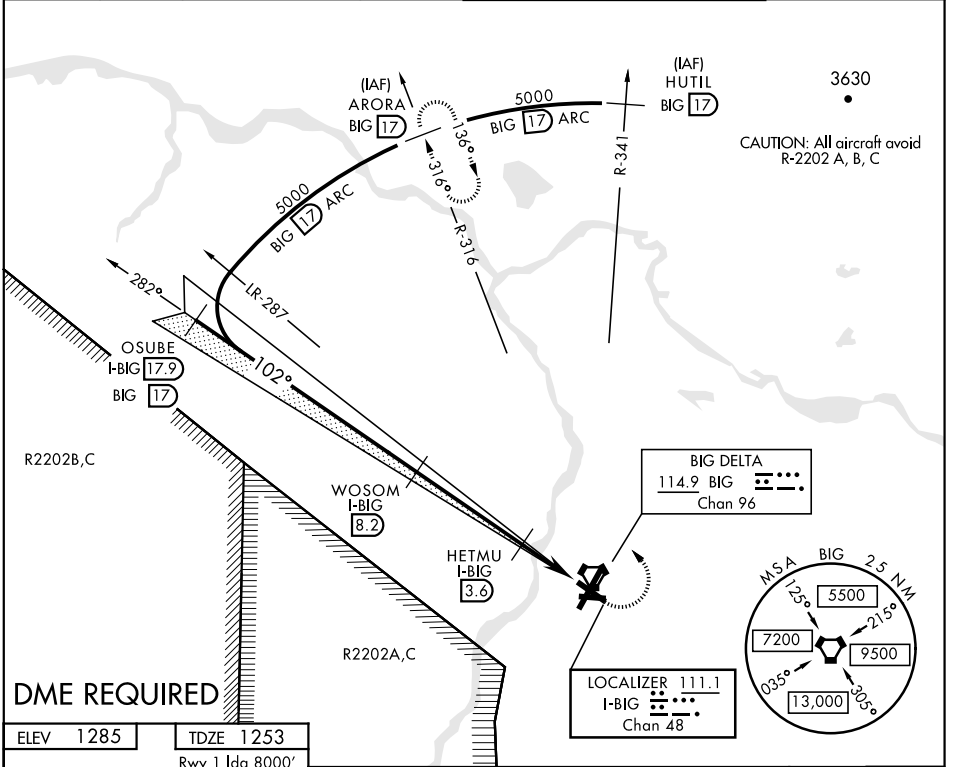 (IAF)
HUTIL
BIG 17
3630
(IAF)
ARORA
BIG 17
5000
BIG 17 ARC
CAUTION: All aircraft avoid
R-2202 A, B, C
136°
316°
R-341
5000
BIG 17 ARC
R-316
282°
LR-287
OSUBE
I-BIG 17.9
BIG 17
102°
R2202B,C
WOSOM
I-BIG
8.2
BIG DELTA
114.9 BIG
Chan 96
HETMU
I-BIG
3.6
MSA BIG 25 NM
125°
5500
215°
7200
9500
035°
13,000
305°
R2202A,C
LOCALIZER 111.1
I-BIG
Chan 48
DME REQUIRED
ELEV 1285
TDZE 1253
Rwy 1 ldg 8000'